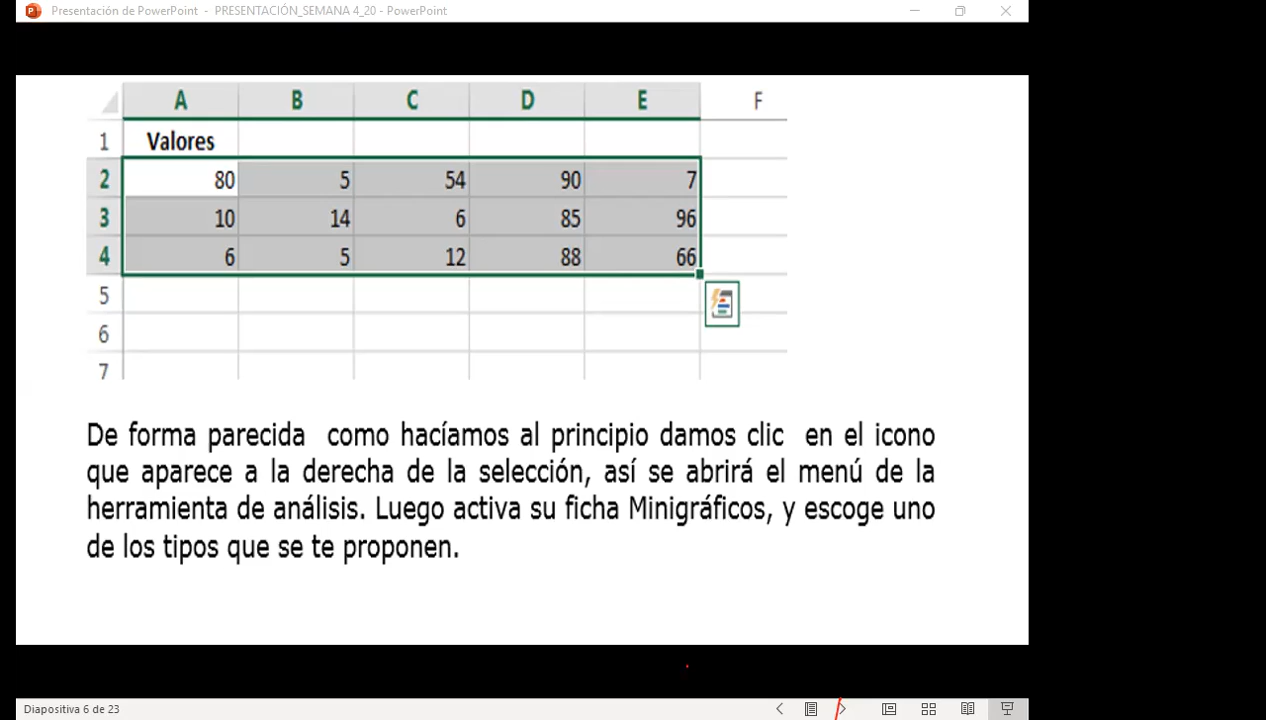 Presentación de PowerPoint - PRESENTACIÓN_SEMANA 4_20 - PowerPoint
A B C D E F
1 Valores
2 80 5 54 90 7
3 10 14 6 85 96
4 6 5 12 88 66
5
6
7
De forma parecida como hacíamos al principio damos clic en el icono
que aparece a la derecha de la selección, así se abrirá el menú de la
herramienta de análisis. Luego activa su ficha Minigráficos, y escoge uno
de los tipos que se te proponen.
Diapositiva 6 de 23